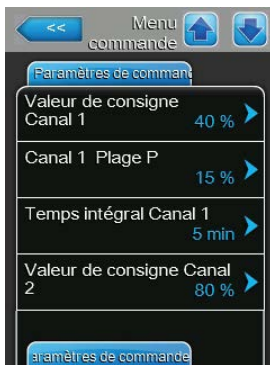 << Menu
commande
Paramètres de command
Valeur de consigne
Canal 1
40 %
Canal 1 Plage P
15 %
Temps intégral Canal 1
5 min
Valeur de consigne Canal
2
80 %
aramètres de commande